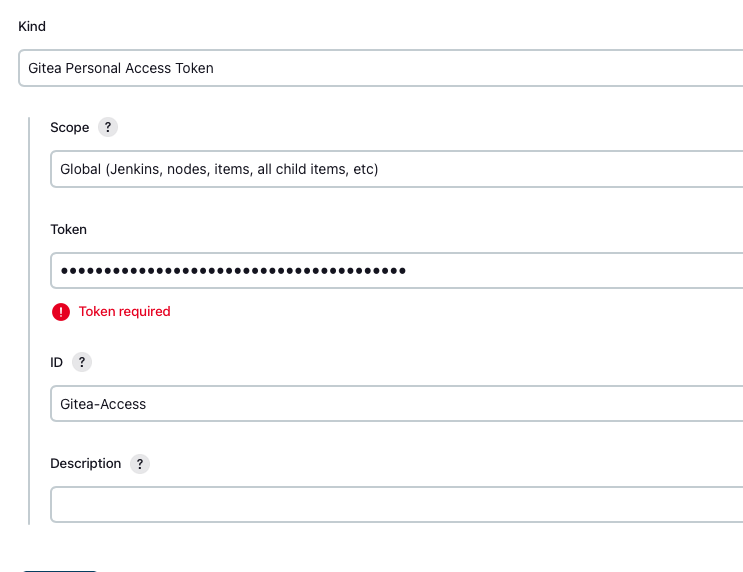 Kind
Gitea Personal Access Token
Scope ?
Global (Jenkins, nodes, items, all child items, etc)
Token
••••••••••••••••••••••••••••••••••••••••
! Token required
ID ?
Gitea-Access
Description ?